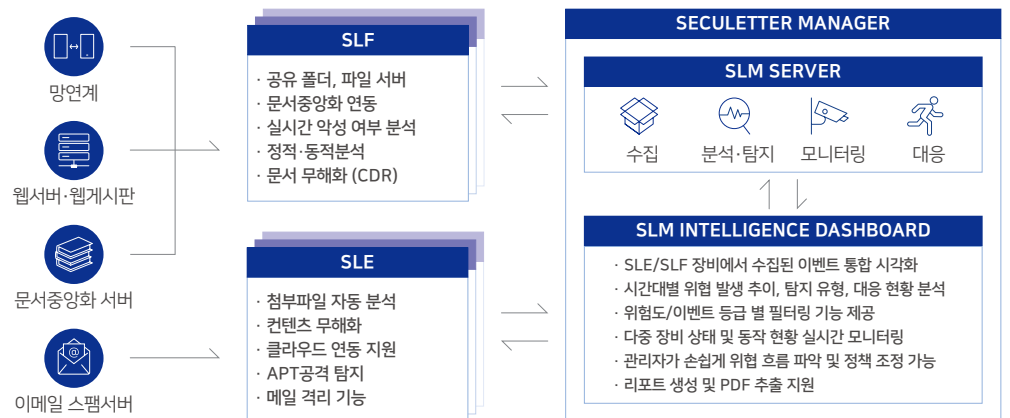 망연계
웹서버·웹게시판
문서중앙화 서버
이메일 스팸서버
SLF
· 공유 폴더, 파일 서버
· 문서중앙화 연동
· 실시간 악성 여부 분석
· 정적·동적분석
· 문서 무해화 (CDR)
SLE
· 첨부파일 자동 분석
· 컨텐츠 무해화
· 클라우드 연동 지원
· APT공격 탐지
· 메일 격리 기능
SECULETTER MANAGER
SLM SERVER
수집
분석·탐지
모니터링
대응
SLM INTELLIGENCE DASHBOARD
· SLE/SLF 장비에서 수집된 이벤트 통합 시각화
· 시간대별 위협 발생 추이, 탐지 유형, 대응 현황 분석
· 위험도/이벤트 등급 별 필터링 기능 제공
· 다중 장비 상태 및 동작 현황 실시간 모니터링
· 관리자가 손쉽게 위협 흐름 파악 및 정책 조정 가능
· 리포트 생성 및 PDF 추출 지원